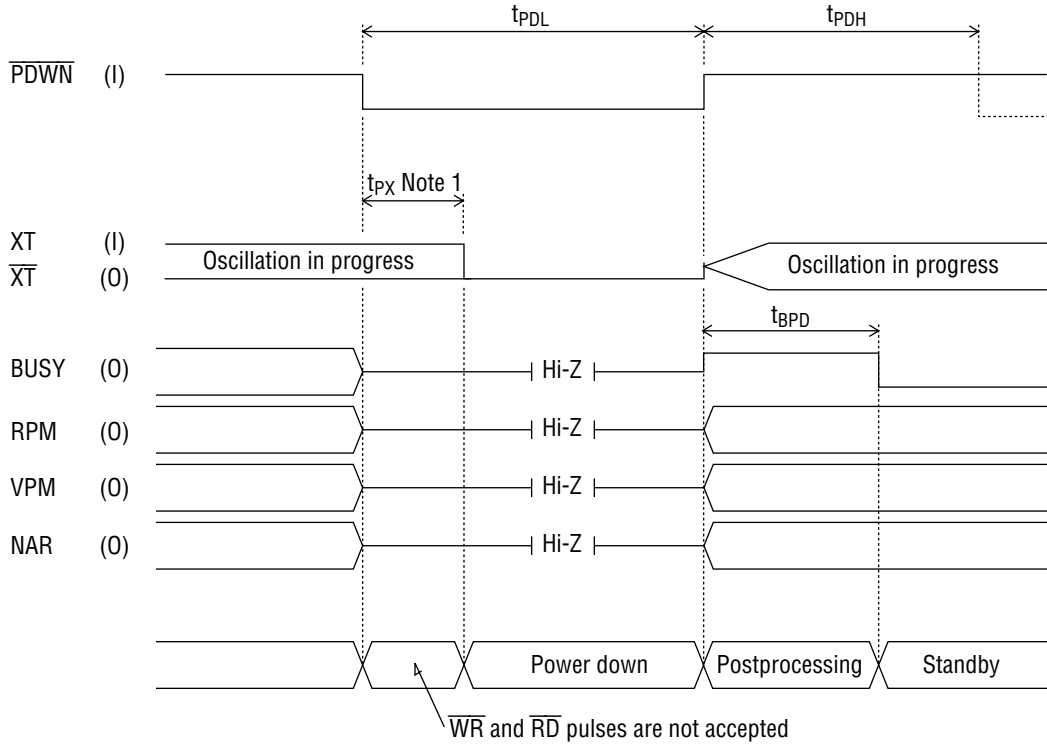 tPDL
tPDH
PDWN (I)
tPX Note 1
XT (I)
Oscillation in progress
Oscillation in progress
XT (O)
tBPD
BUSY (O)
Hi-Z
RPM (O)
Hi-Z
VPM (O)
Hi-Z
NAR (O)
Hi-Z
Power down
Postprocessing
Standby
WR and RD pulses are not accepted